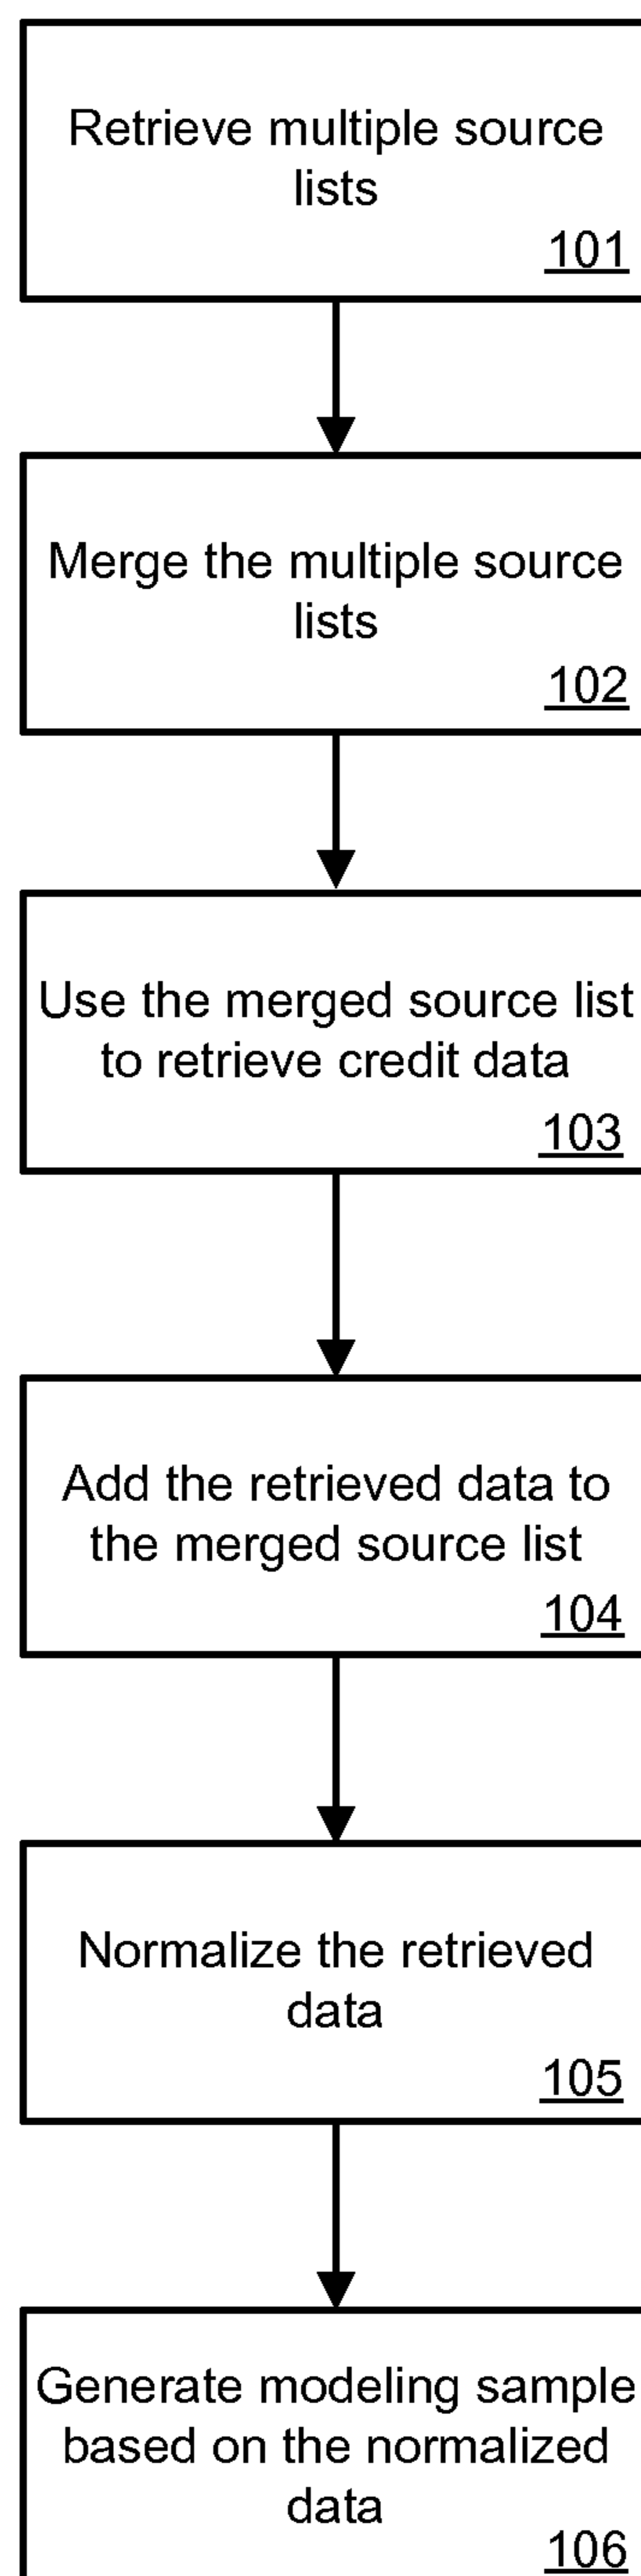 Retrieve multiple source
lists
101
Merge the multiple source
lists
102
Use the merged source list
to retrieve credit data
103
Add the retrieved data to
the merged source list
104
Normalize the retrieved
data
105
Generate modeling sample
based on the normalized
data
106